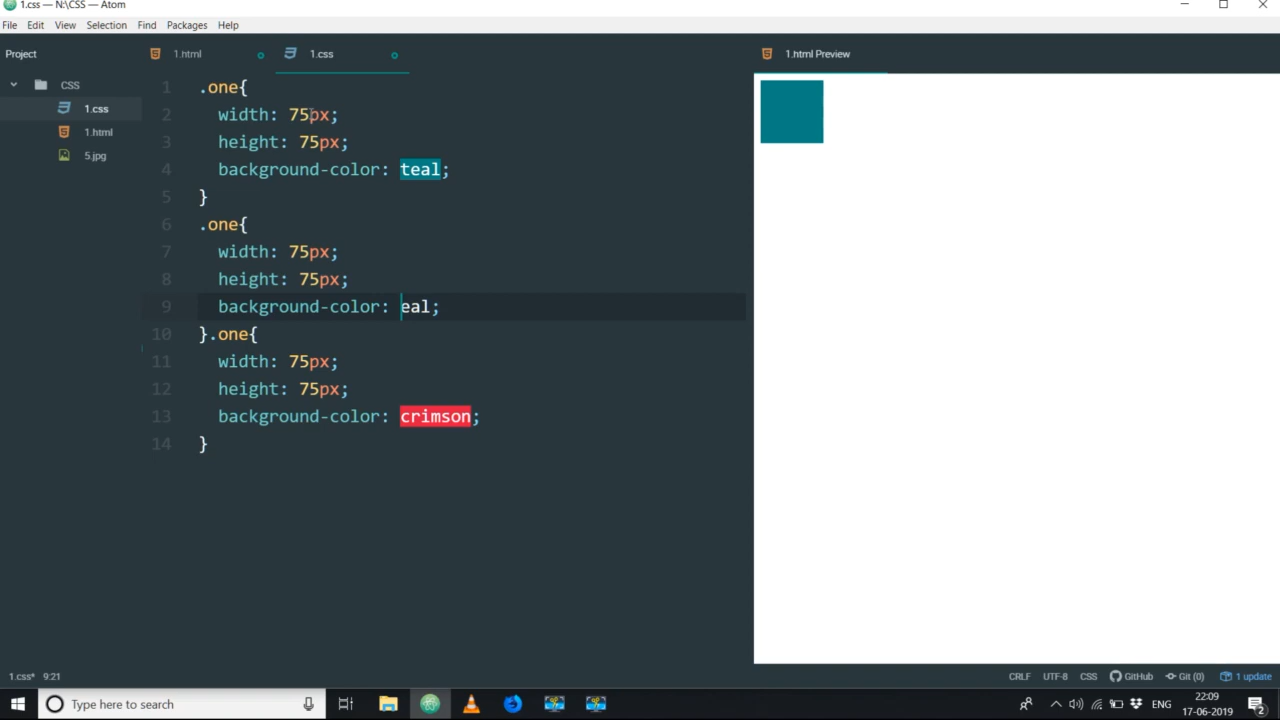 1.css — N:\CSS — Atom
File Edit View Selection Find Packages Help
Project
1.html
1.css
1.html Preview
CSS
1.css
1.html
5.jpg
1 .one{
2 width: 75px;
3 height: 75px;
4 background-color: teal;
5 }
6 .one{
7 width: 75px;
8 height: 75px;
9 background-color: eal;
10 }.one{
11 width: 75px;
12 height: 75px;
13 background-color: crimson;
14 }
1.css* 9:21 CRLF UTF-8 CSS GitHub Git (0) 1 update
Type here to search
ENG
22:09
17-06-2019
2